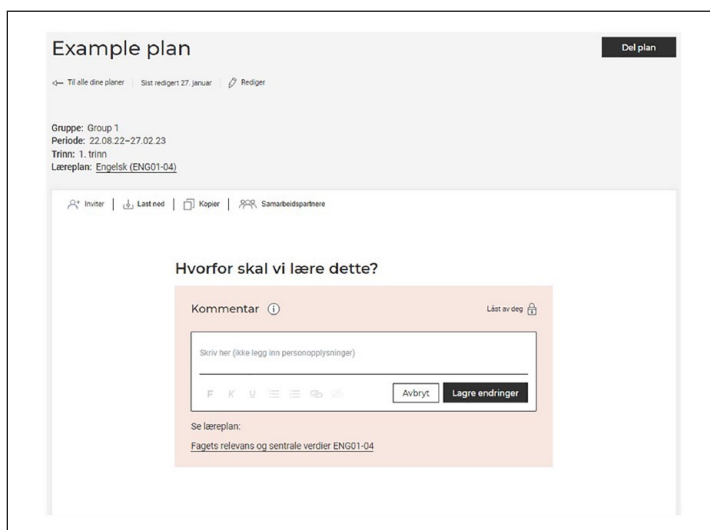 Example plan
Del plan
Til alle dine planer Sist redigert 27. januar Rediger
Gruppe: Group 1
Periode: 22.08.22–27.02.23
Trinn: 1. trinn
Læreplan: Engelsk (ENG01-04)
Inviter Last ned Kopier Samarbeidspartnere
Hvorfor skal vi lære dette?
Kommentar
Låst av deg
Skriv her (ikke legg inn personopplysninger)
F K U
Avbryt Lagre endringer
Se læreplan:
Fagets relevans og sentrale verdier ENG01-04